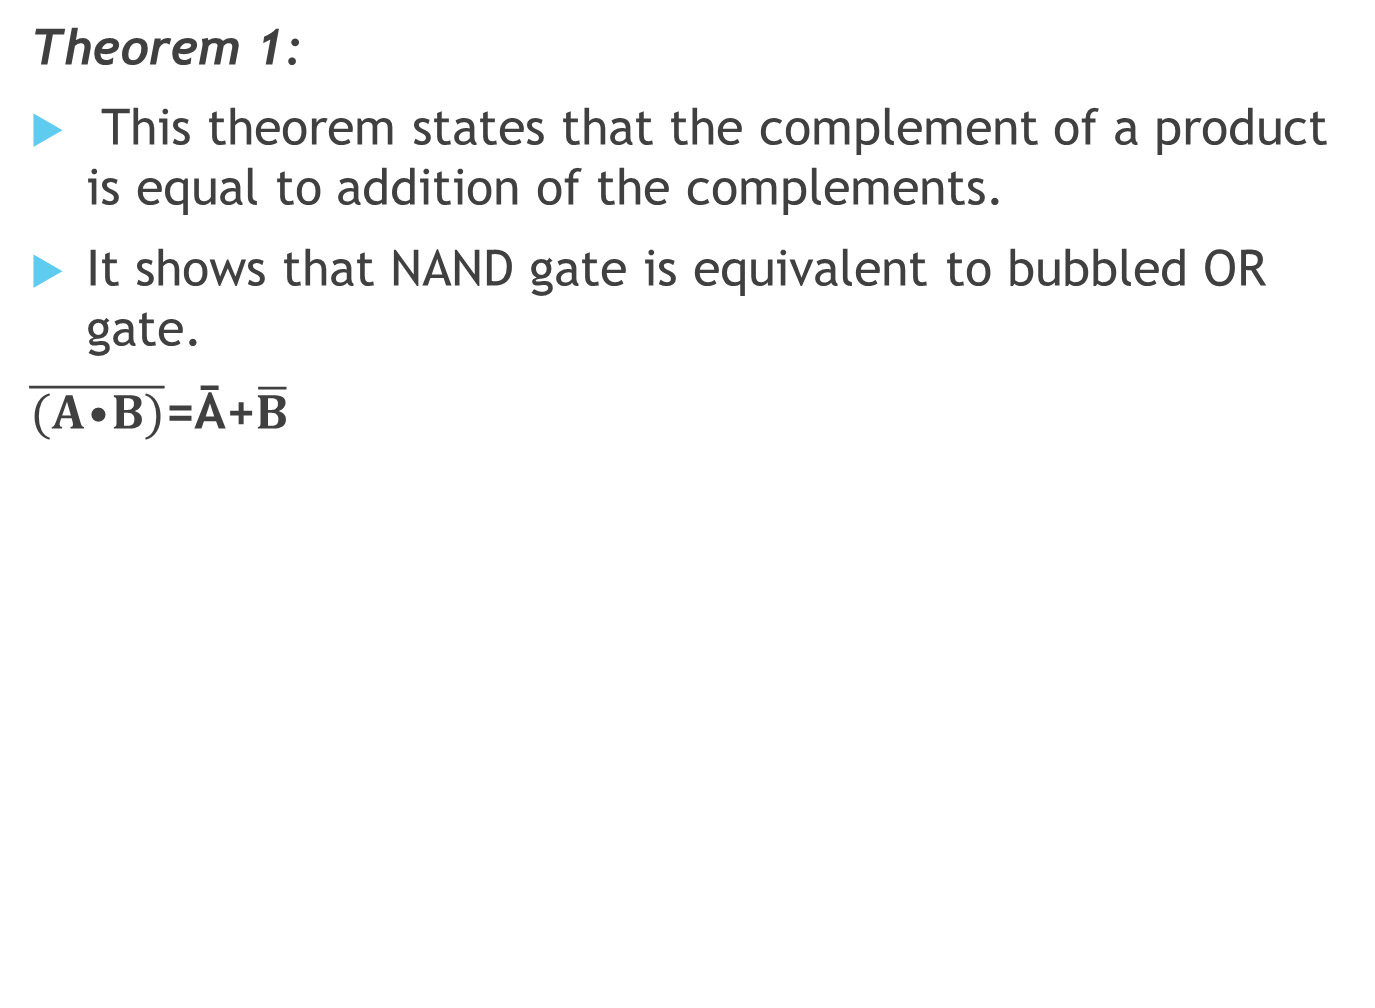 Theorem 1:
▶ This theorem states that the complement of a product
is equal to addition of the complements.
▶ It shows that NAND gate is equivalent to bubbled OR
gate.
$\overline{(A•B)}$=Ā+B̅